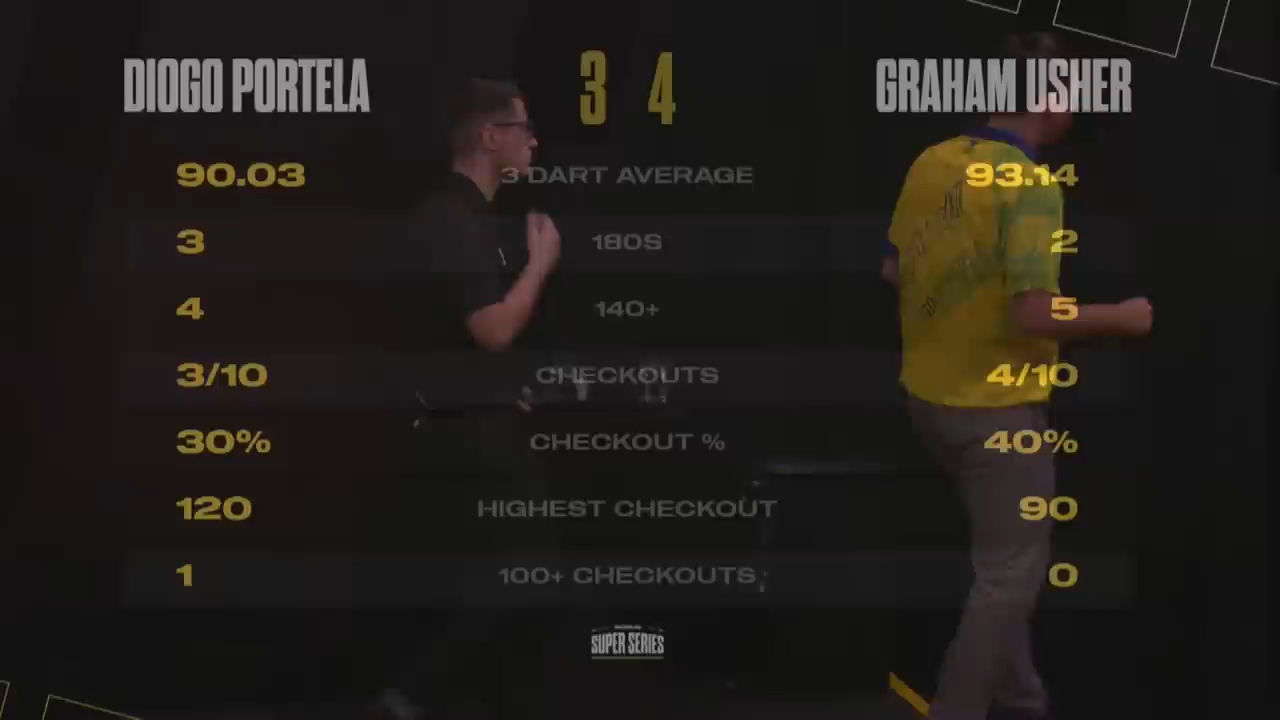 DIOGO PORTELA 3 4 GRAHAM USHER
90.03 3 DART AVERAGE 93.14
3 180S 2
4 140+ 5
3/10 CHECKOUTS 4/10
30% CHECKOUT % 40%
120 HIGHEST CHECKOUT 90
1 100+ CHECKOUTS 0
SUPER SERIES